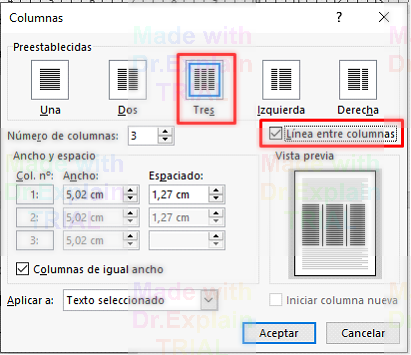 Columnas
?
Preestablecidas
Una
Dos
Tres
Izquierda
Derecha
Número de columnas: 3
Línea entre columnas
Ancho y espacio
Col. nº: Ancho: Espaciado:
1: 5,02 cm 1,27 cm
2: 5,02 cm 1,27 cm
3: 5,02 cm
Columnas de igual ancho
Vista previa
Aplicar a: Texto seleccionado
Iniciar columna nueva
Aceptar
Cancelar
Made with
Dr.Explain
TRIAL
Made with
Dr.Explain
TRIAL
Made with
Dr.Explain
TRIAL